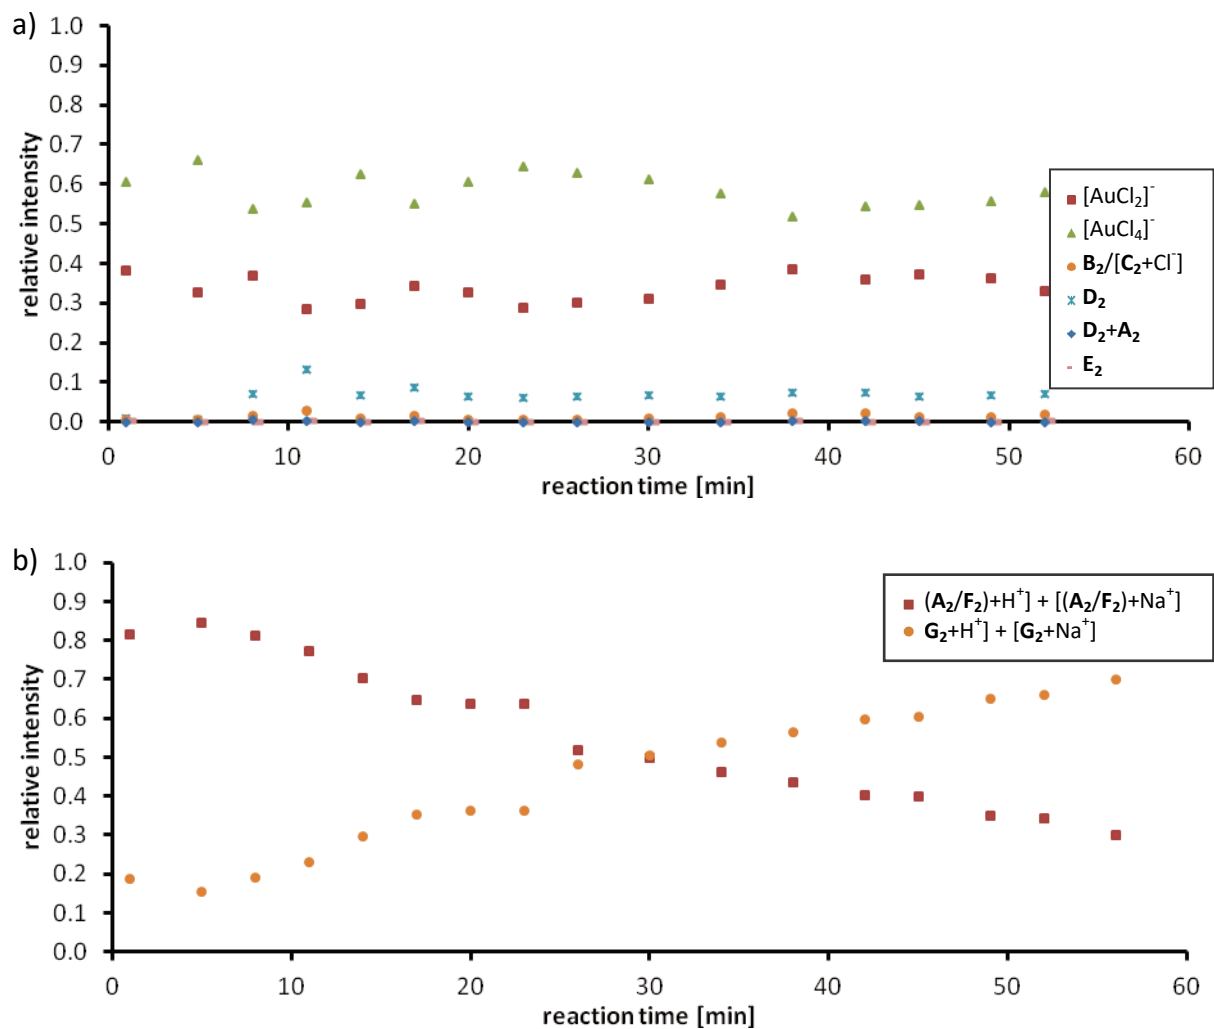 a)
1.0
0.9
0.8
0.7
0.6
0.5
0.4
0.3
0.2
0.1
0.0
relative intensity
0 10 20 30 40 50 60
reaction time [min]
[AuCl₂]⁻
[AuCl₄]⁻
B₂/[C₂+Cl⁻]
D₂
D₂+A₂
E₂
b)
1.0
0.9
0.8
0.7
0.6
0.5
0.4
0.3
0.2
0.1
0.0
relative intensity
0 10 20 30 40 50 60
reaction time [min]
(A₂/F₂)+H⁺] + [(A₂/F₂)+Na⁺]
G₂+H⁺] + [G₂+Na⁺]